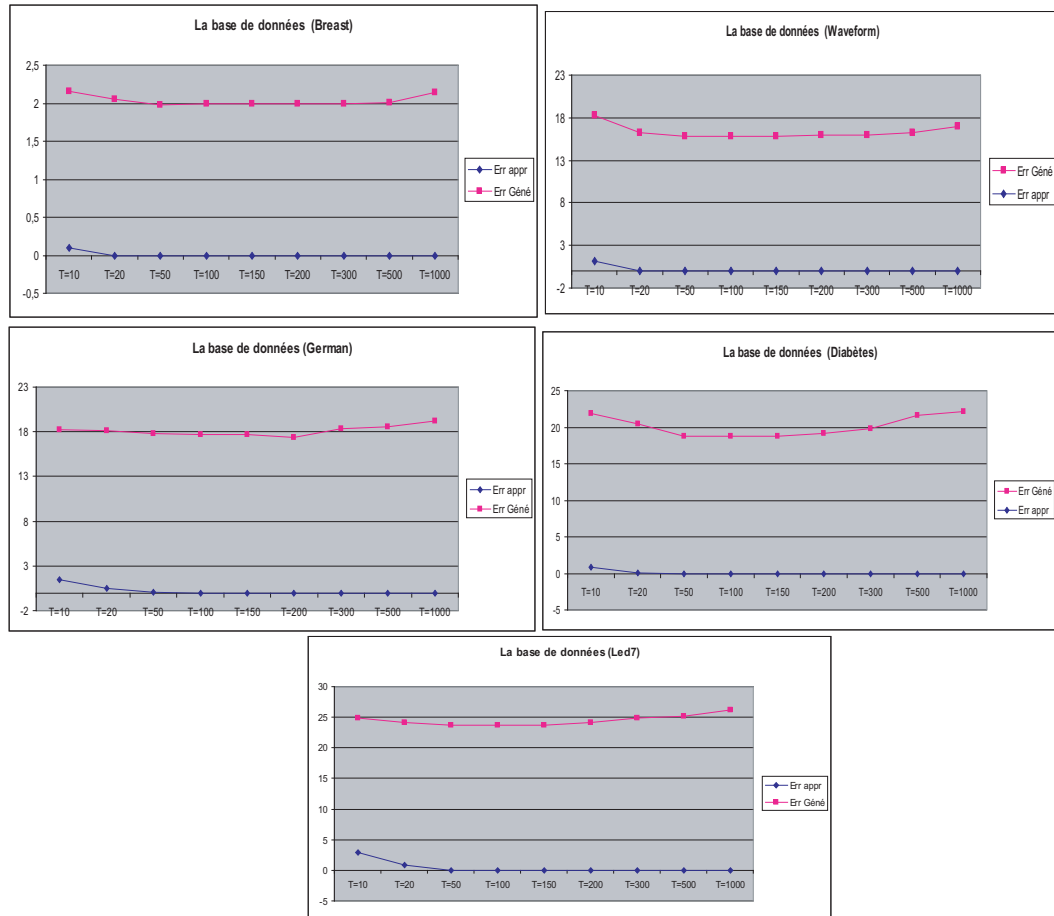 La base de données (Breast)
2,5
2
1,5
1
0,5
0
-0,5
T=10 T=20 T=50 T=100 T=150 T=200 T=300 T=500 T=1000
Err appr
Err Géné
La base de données (Waveform)
23
18
13
8
3
-2
T=10 T=20 T=50 T=100 T=150 T=200 T=300 T=500 T=1000
Err Géné
Err appr
La base de données (German)
23
18
13
8
3
-2
T=10 T=20 T=50 T=100 T=150 T=200 T=300 T=500 T=1000
Err appr
Err Géné
La base de données (Diabètes)
25
20
15
10
5
0
-5
T=10 T=20 T=50 T=100 T=150 T=200 T=300 T=500 T=1000
Err Géné
Err appr
La base de données (Led7)
30
25
20
15
10
5
0
-5
T=10 T=20 T=50 T=100 T=150 T=200 T=300 T=500 T=1000
Err appr
Err Géné